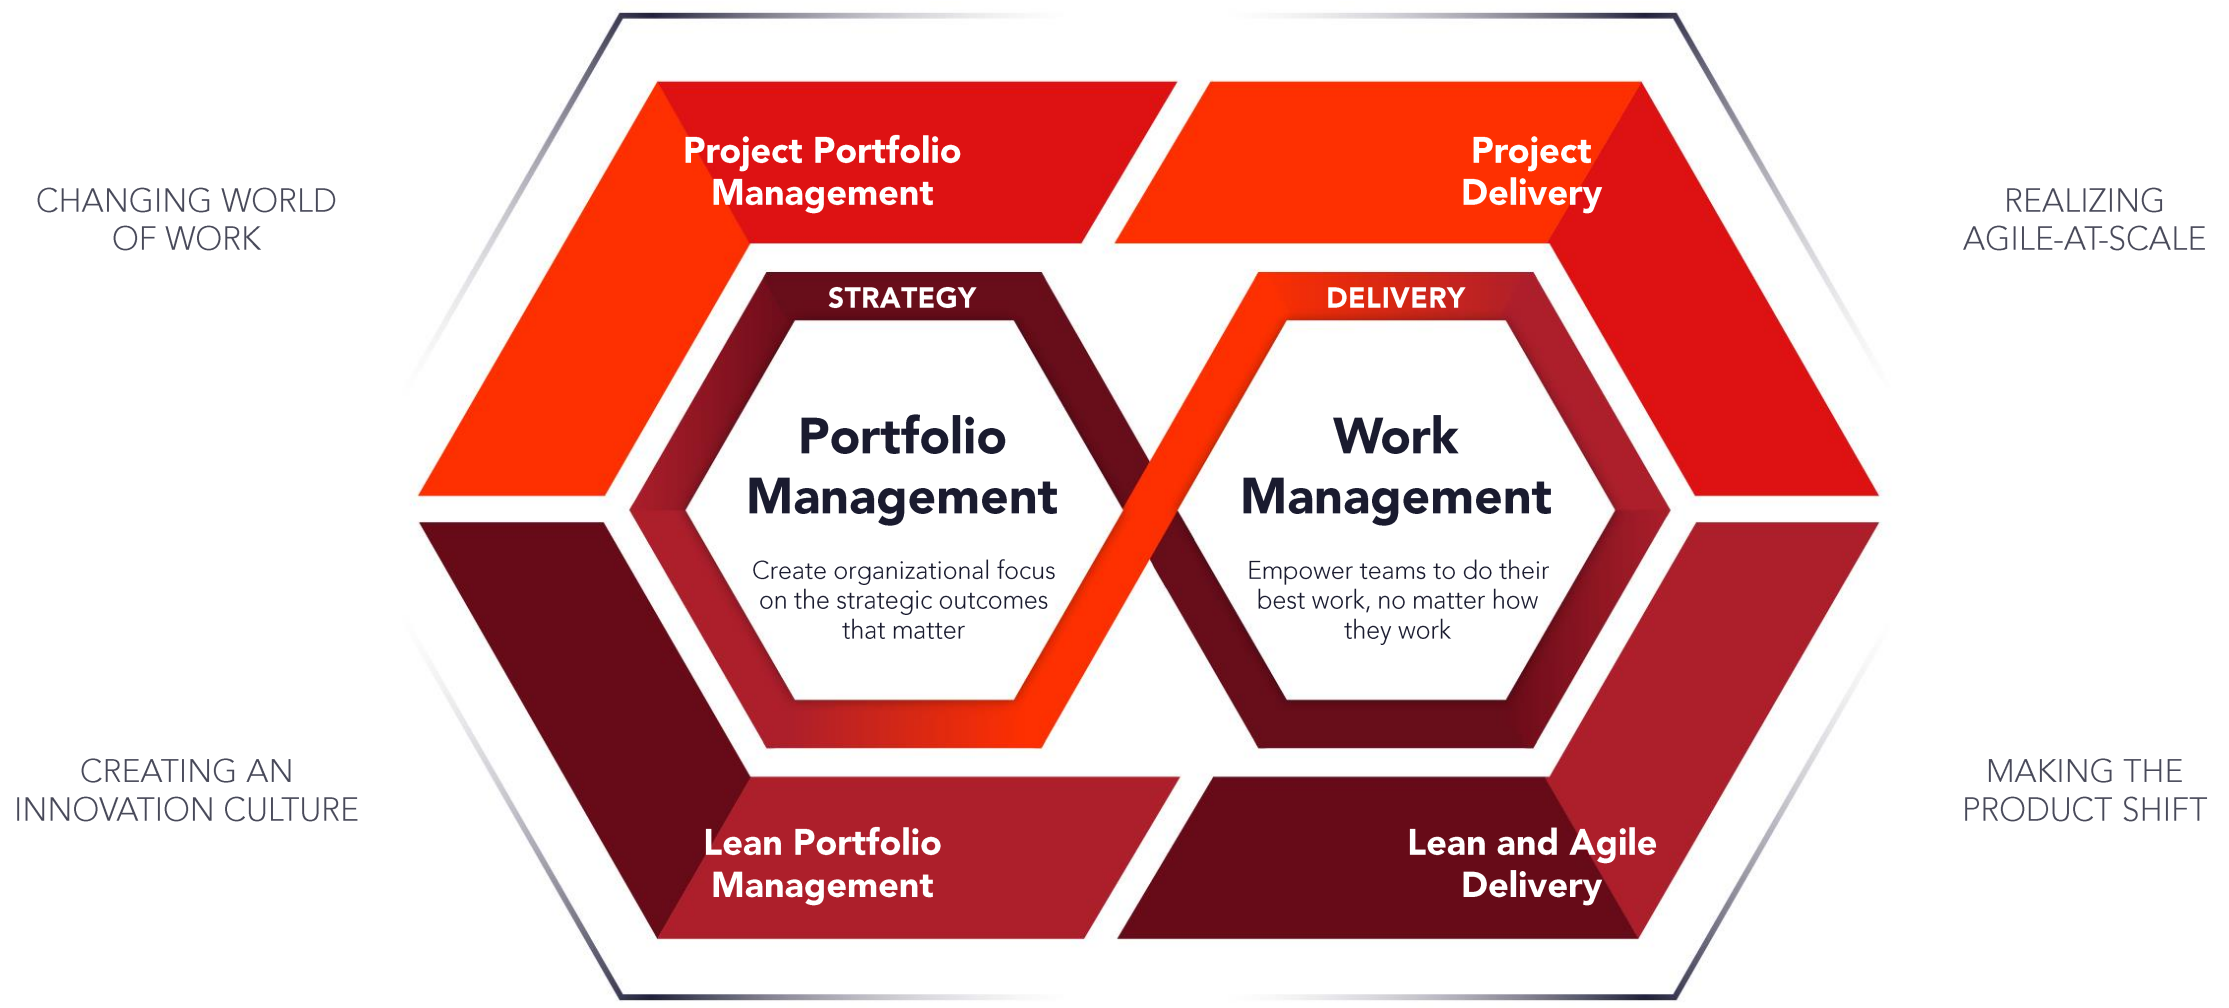 CHANGING WORLD
OF WORK
Project Portfolio
Management
Project
Delivery
REALIZING
AGILE-AT-SCALE
STRATEGY
DELIVERY
Portfolio
Management
Create organizational focus
on the strategic outcomes
that matter
Work
Management
Empower teams to do their
best work, no matter how
they work
CREATING AN
INNOVATION CULTURE
Lean Portfolio
Management
Lean and Agile
Delivery
MAKING THE
PRODUCT SHIFT